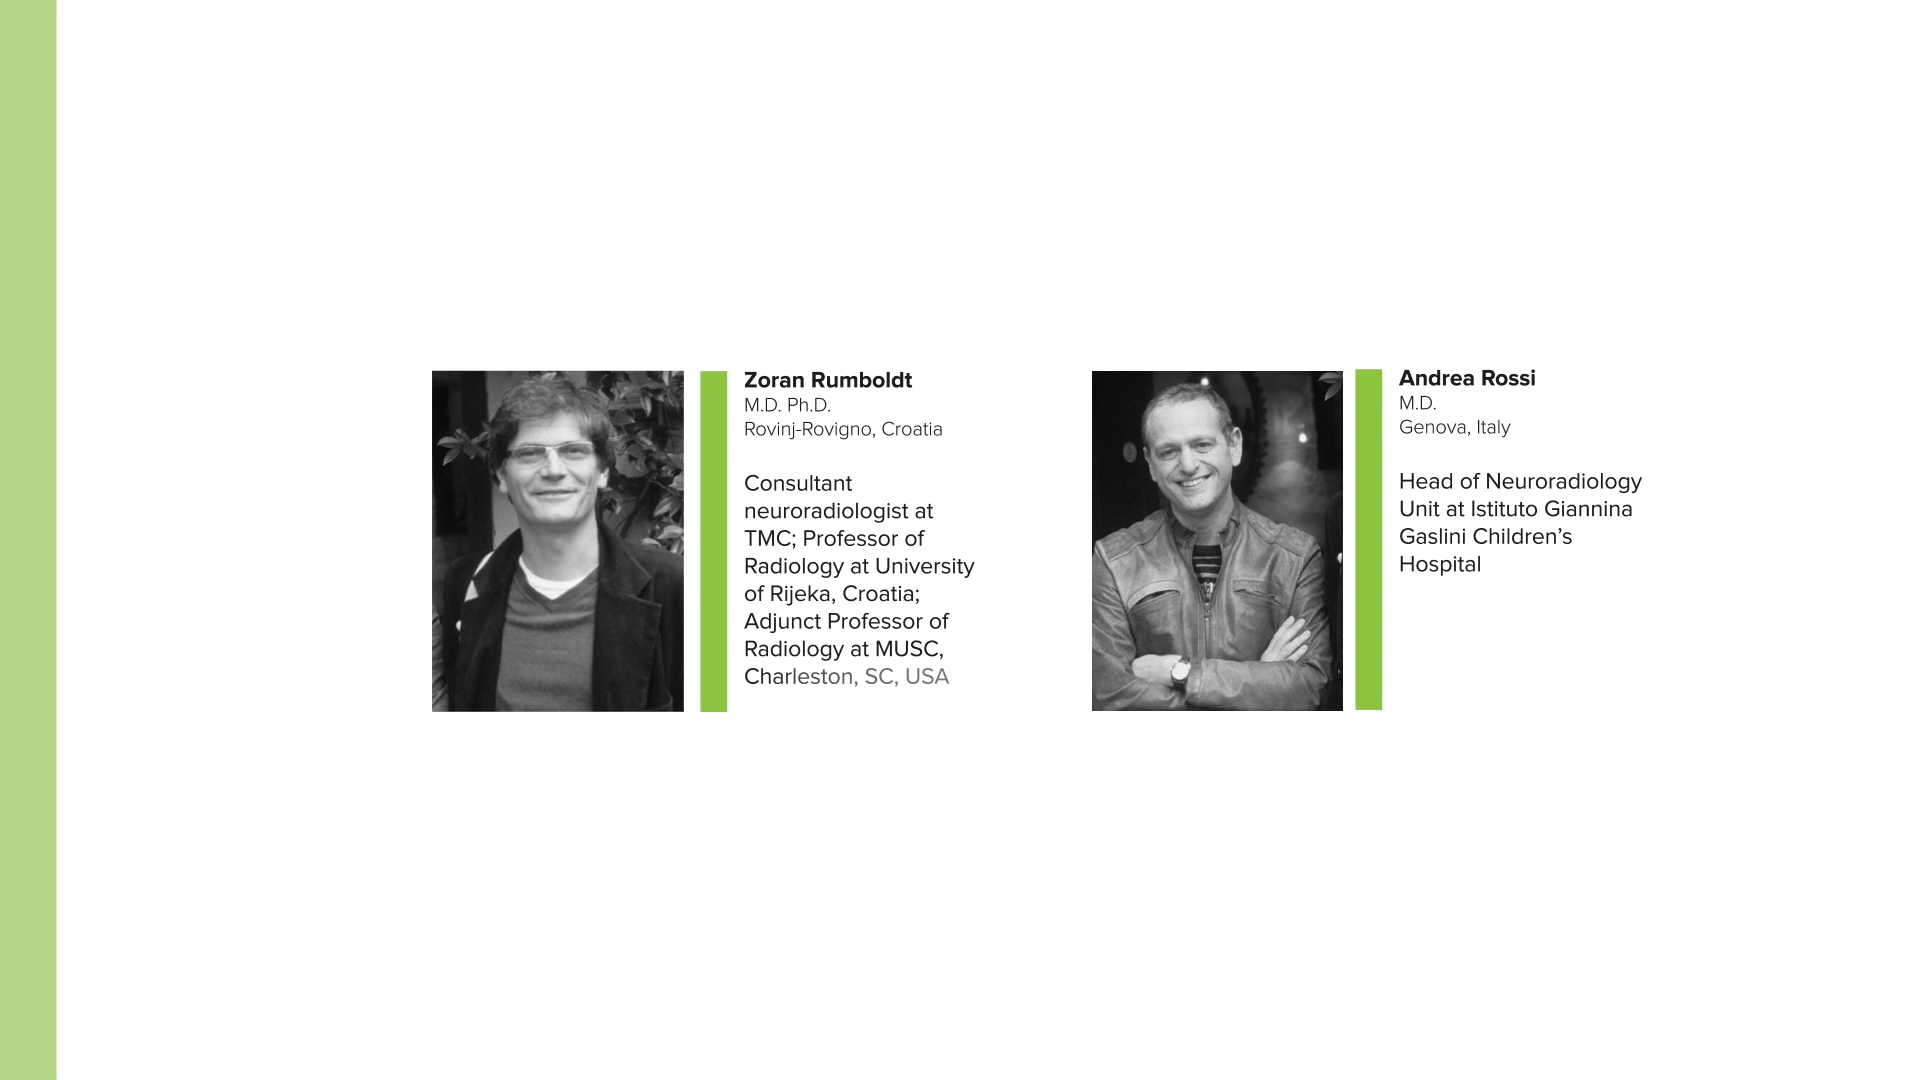 Zoran Rumboldt
M.D. Ph.D.
Rovinj-Rovigno, Croatia
Consultant
neuroradiologist at
TMC; Professor of
Radiology at University
of Rijeka, Croatia;
Adjunct Professor of
Radiology at MUSC,
Charleston, SC, USA
Andrea Rossi
M.D.
Genova, Italy
Head of Neuroradiology
Unit at Istituto Giannina
Gaslini Children’s
Hospital